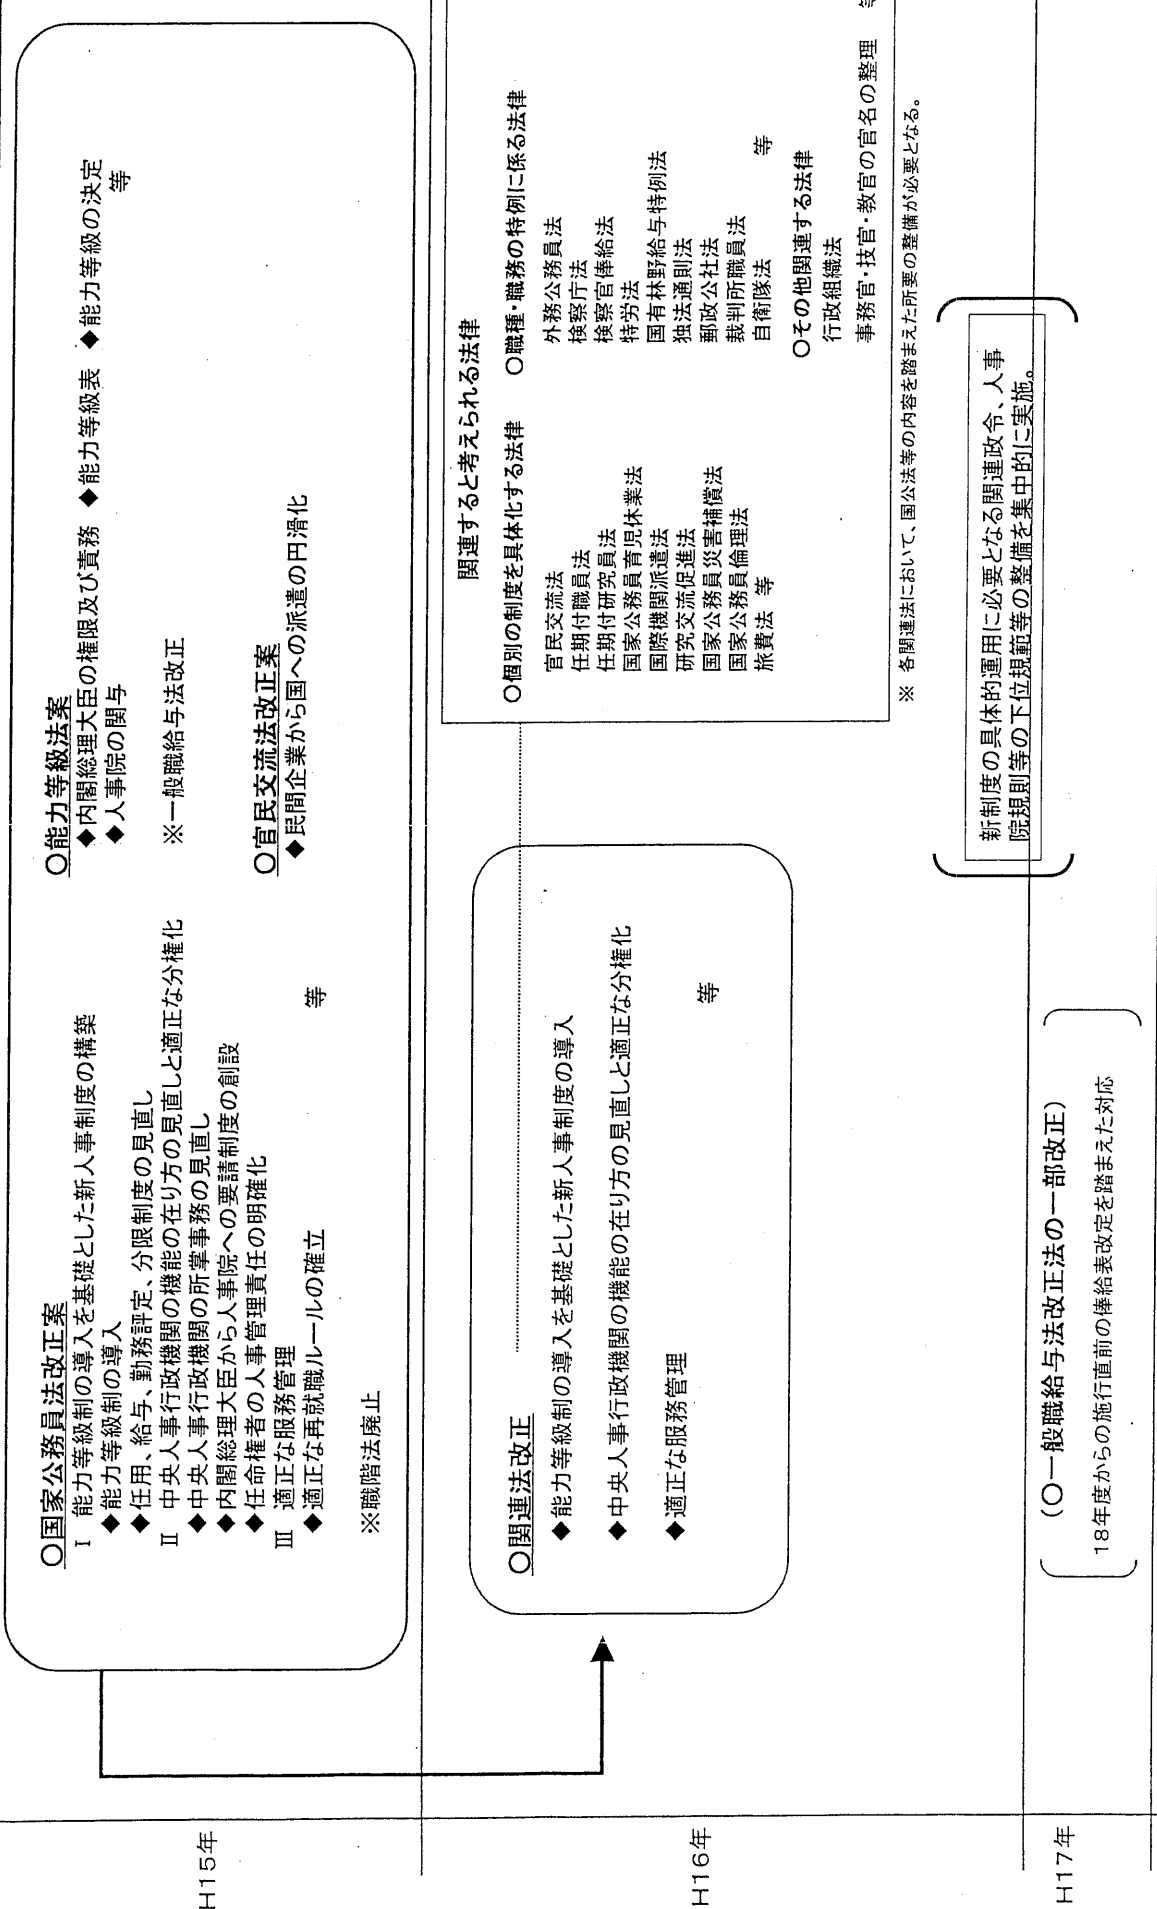 H15年
○国家公務員法改正案
Ⅰ 能力等級制の導入を基礎とした新人事制度の構築
◆能力等級制の導入
◆任用、給与、勤務評定、分限制度の見直し
Ⅱ 中央人事行政機関の機能の在り方の見直しと適正な分権化
◆中央人事行政機関の所掌事務の見直し
◆内閣総理大臣から人事院への要請制度の創設
◆任命権者の人事管理責任の明確化
Ⅲ 適正な服務管理
◆適正な再就職ルールの確立 等
※職階法廃止
○能力等級法案
◆内閣総理大臣の権限及び責務 ◆能力等級表 ◆能力等級の決定
◆人事院の関与 等
※一般職給与法改正
○官民交流法改正案
◆民間企業から国への派遣の円滑化
H16年
○関連法改正
◆能力等級制の導入を基礎とした新人事制度の導入
◆中央人事行政機関の機能の在り方の見直しと適正な分権化
◆適正な服務管理
等
関連すると考えられる法律
○個別の制度を具体化する法律
官民交流法
任期付職員法
任期付研究員法
国家公務員育児休業法
国際機関派遣法
研究交流促進法
国家公務員災害補償法
国家公務員倫理法
旅費法 等
○職種・職務の特例に係る法律
外務公務員法
検察庁法
検察官俸給法
特労法
国有林野給与特例法
独法通則法
郵政公社法
裁判所職員法
自衛隊法 等
○その他関連する法律
行政組織法
事務官・技官・教官の官名の整理 等
※ 各関連法において、国公法等の内容を踏まえた所要の整備が必要となる。
新制度の具体的運用に必要となる関連政令、人事
院規則等の下位規範等の整備を集中的に実施。
H17年
(○一般職給与法改正法の一部改正)
18年度からの施行直前の俸給表改定を踏まえた対応